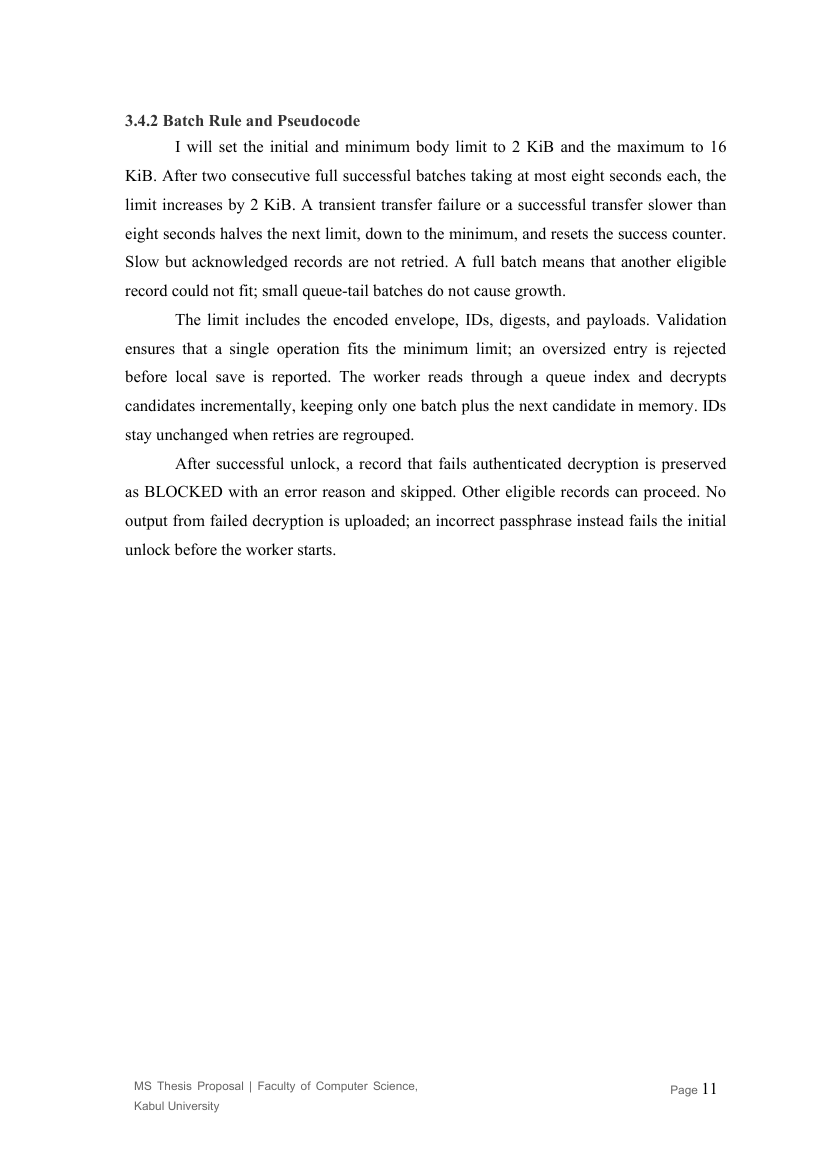 3.4.2 Batch Rule and Pseudocode
I will set the initial and minimum body limit to 2 KiB and the maximum to 16
KiB. After two consecutive full successful batches taking at most eight seconds each, the
limit increases by 2 KiB. A transient transfer failure or a successful transfer slower than
eight seconds halves the next limit, down to the minimum, and resets the success counter.
Slow but acknowledged records are not retried. A full batch means that another eligible
record could not fit; small queue-tail batches do not cause growth.
The limit includes the encoded envelope, IDs, digests, and payloads. Validation
ensures that a single operation fits the minimum limit; an oversized entry is rejected
before local save is reported. The worker reads through a queue index and decrypts
candidates incrementally, keeping only one batch plus the next candidate in memory. IDs
stay unchanged when retries are regrouped.
After successful unlock, a record that fails authenticated decryption is preserved
as BLOCKED with an error reason and skipped. Other eligible records can proceed. No
output from failed decryption is uploaded; an incorrect passphrase instead fails the initial
unlock before the worker starts.
MS Thesis Proposal | Faculty of Computer Science,
Kabul University
Page 11